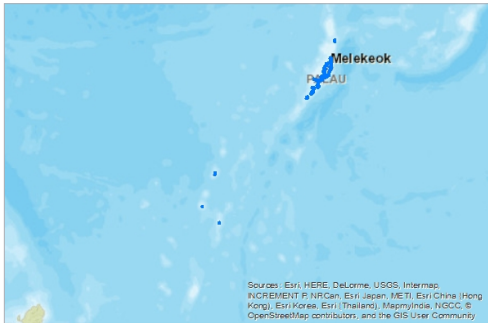 Melekeok
PALAU
Sources: Esri, HERE, DeLorme, USGS, Intermap,
INCREMENT P, NRCan, Esri Japan, METI, Esri China (Hong
Kong), Esri Korea, Esri (Thailand), MapmyIndia, NGCC, ©
OpenStreetMap contributors, and the GIS User Community